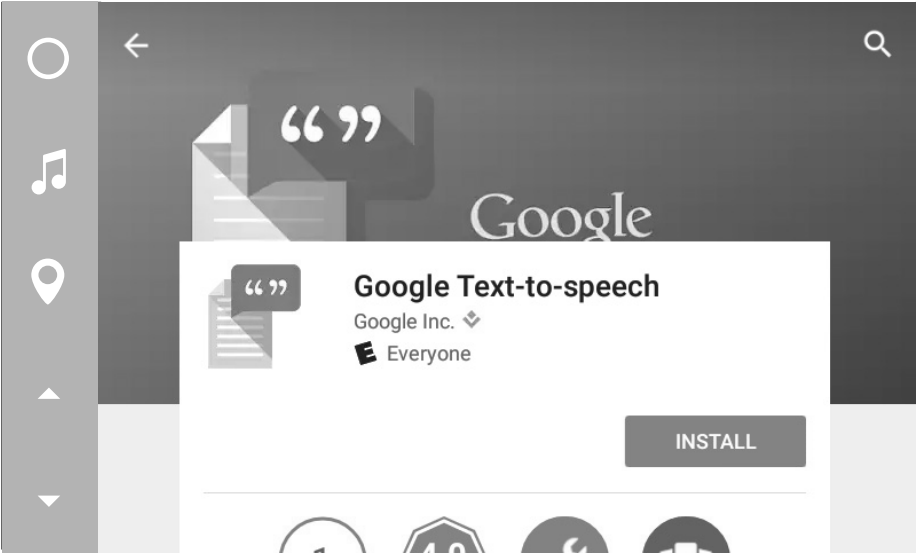 “ ”
Google
“ ”
Google Text-to-speech
Google Inc.
E Everyone
INSTALL